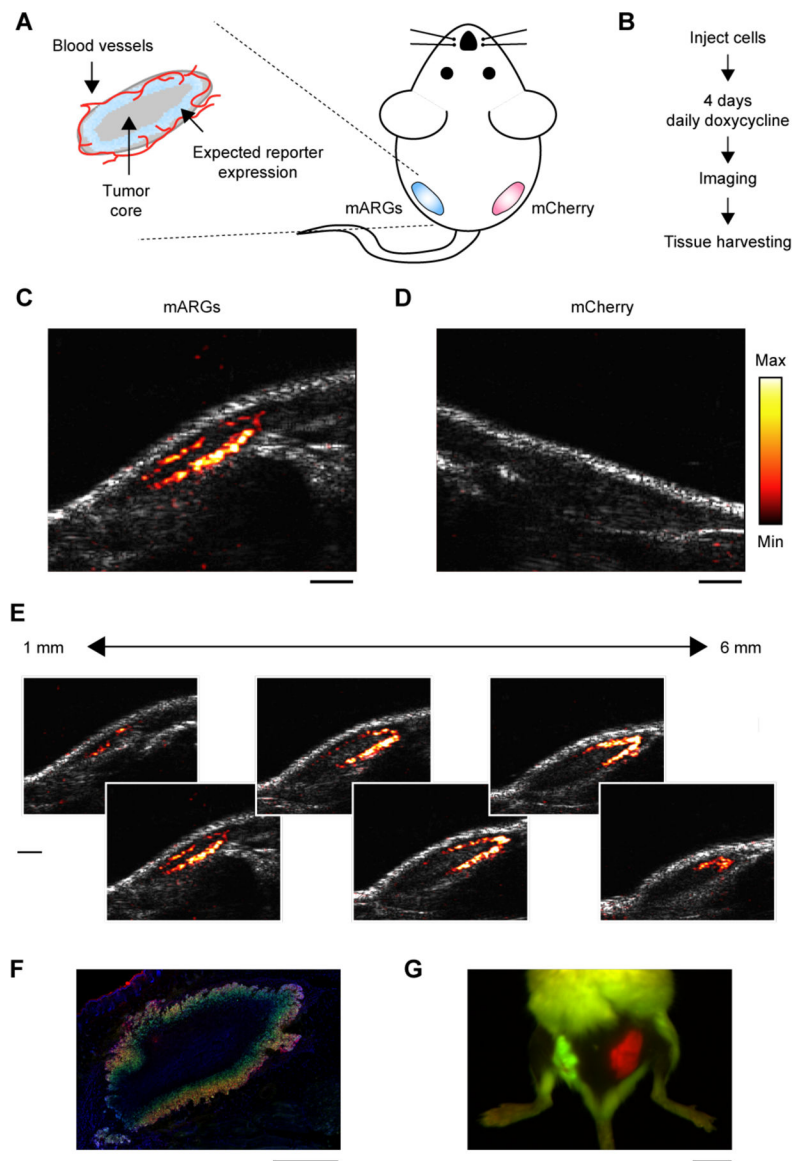 A
Blood vessels
Tumor
core
Expected reporter
expression
mARGs
mCherry
B
Inject cells
4 days
daily doxycycline
Imaging
Tissue harvesting
C
mARGs
D
mCherry
Max
Min
E
1 mm
6 mm
F
G